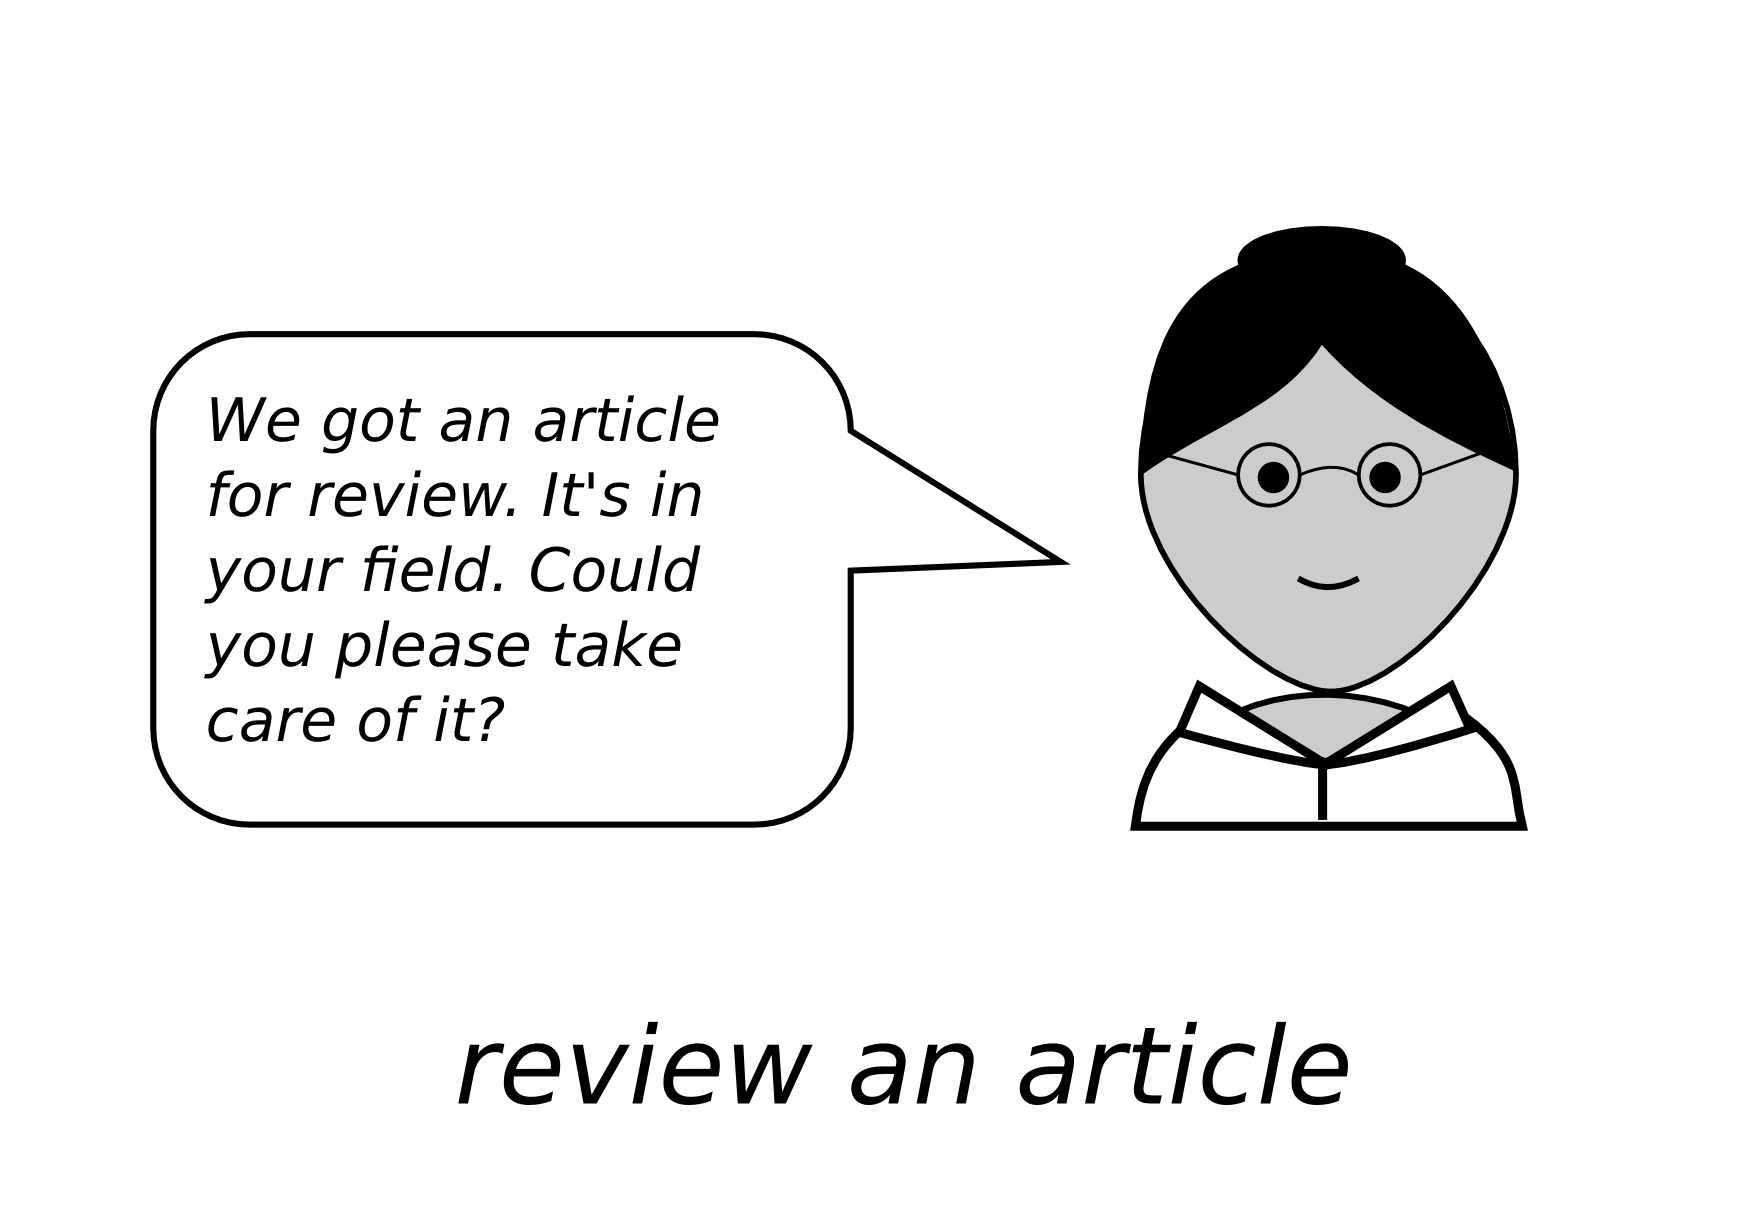 We got an article
for review. It's in
your field. Could
you please take
care of it?
review an article